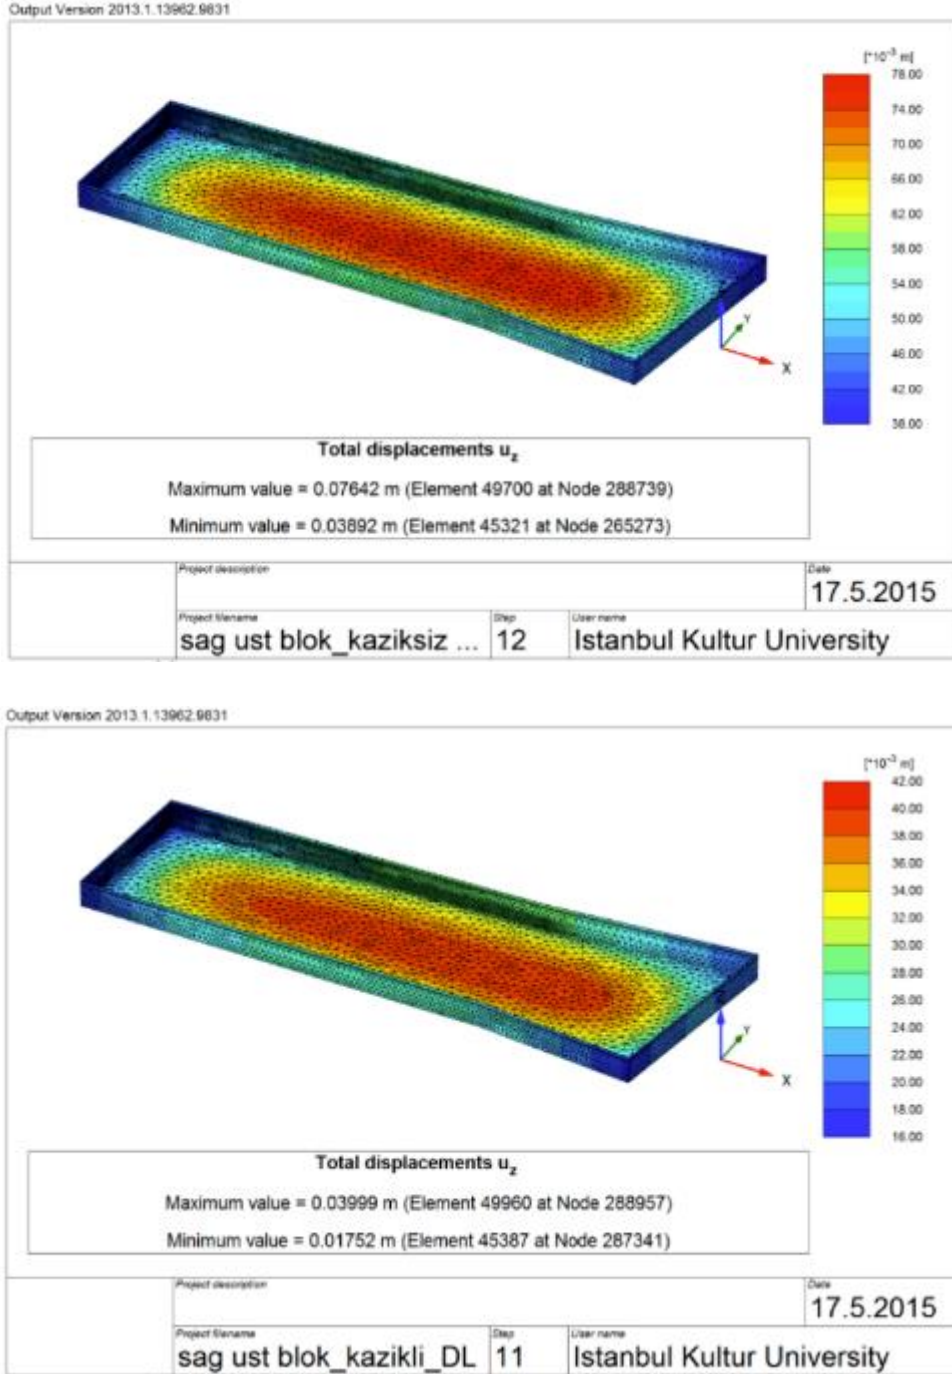 Output Version 2013.1.13962.9831
[*10⁻³ m]
78.00
74.00
70.00
66.00
62.00
58.00
54.00
50.00
46.00
42.00
38.00
Y
X
Total displacements u_z
Maximum value = 0.07642 m (Element 49700 at Node 288739)
Minimum value = 0.03892 m (Element 45321 at Node 265273)
Project description
Date
17.5.2015
Project filename
Step
User name
sag ust blok_kaziksiz ...
12
Istanbul Kultur University
Output Version 2013.1.13962.9831
[*10⁻³ m]
42.00
40.00
38.00
36.00
34.00
32.00
30.00
28.00
26.00
24.00
22.00
20.00
18.00
16.00
Y
X
Total displacements u_z
Maximum value = 0.03999 m (Element 49960 at Node 288957)
Minimum value = 0.01752 m (Element 45387 at Node 287341)
Project description
Date
17.5.2015
Project filename
Step
User name
sag ust blok_kazikli_DL
11
Istanbul Kultur University